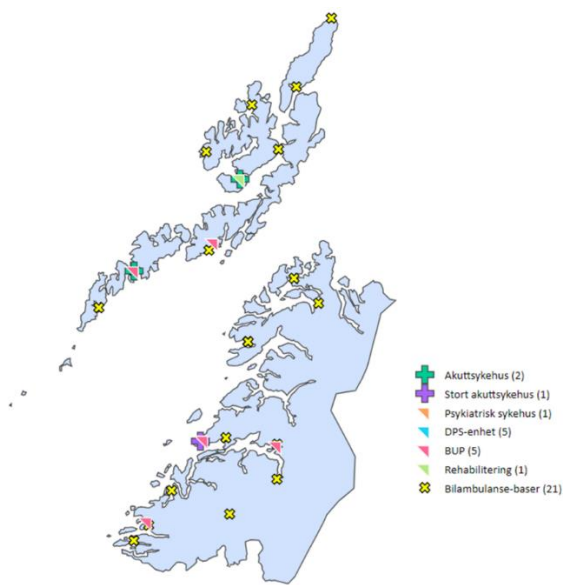 Akuttsykehus (2)
Stort akuttsykehus (1)
Psykiatrisk sykehus (1)
DPS-enhet (5)
BUP (5)
Rehabilitering (1)
Bilambulanse-baser (21)